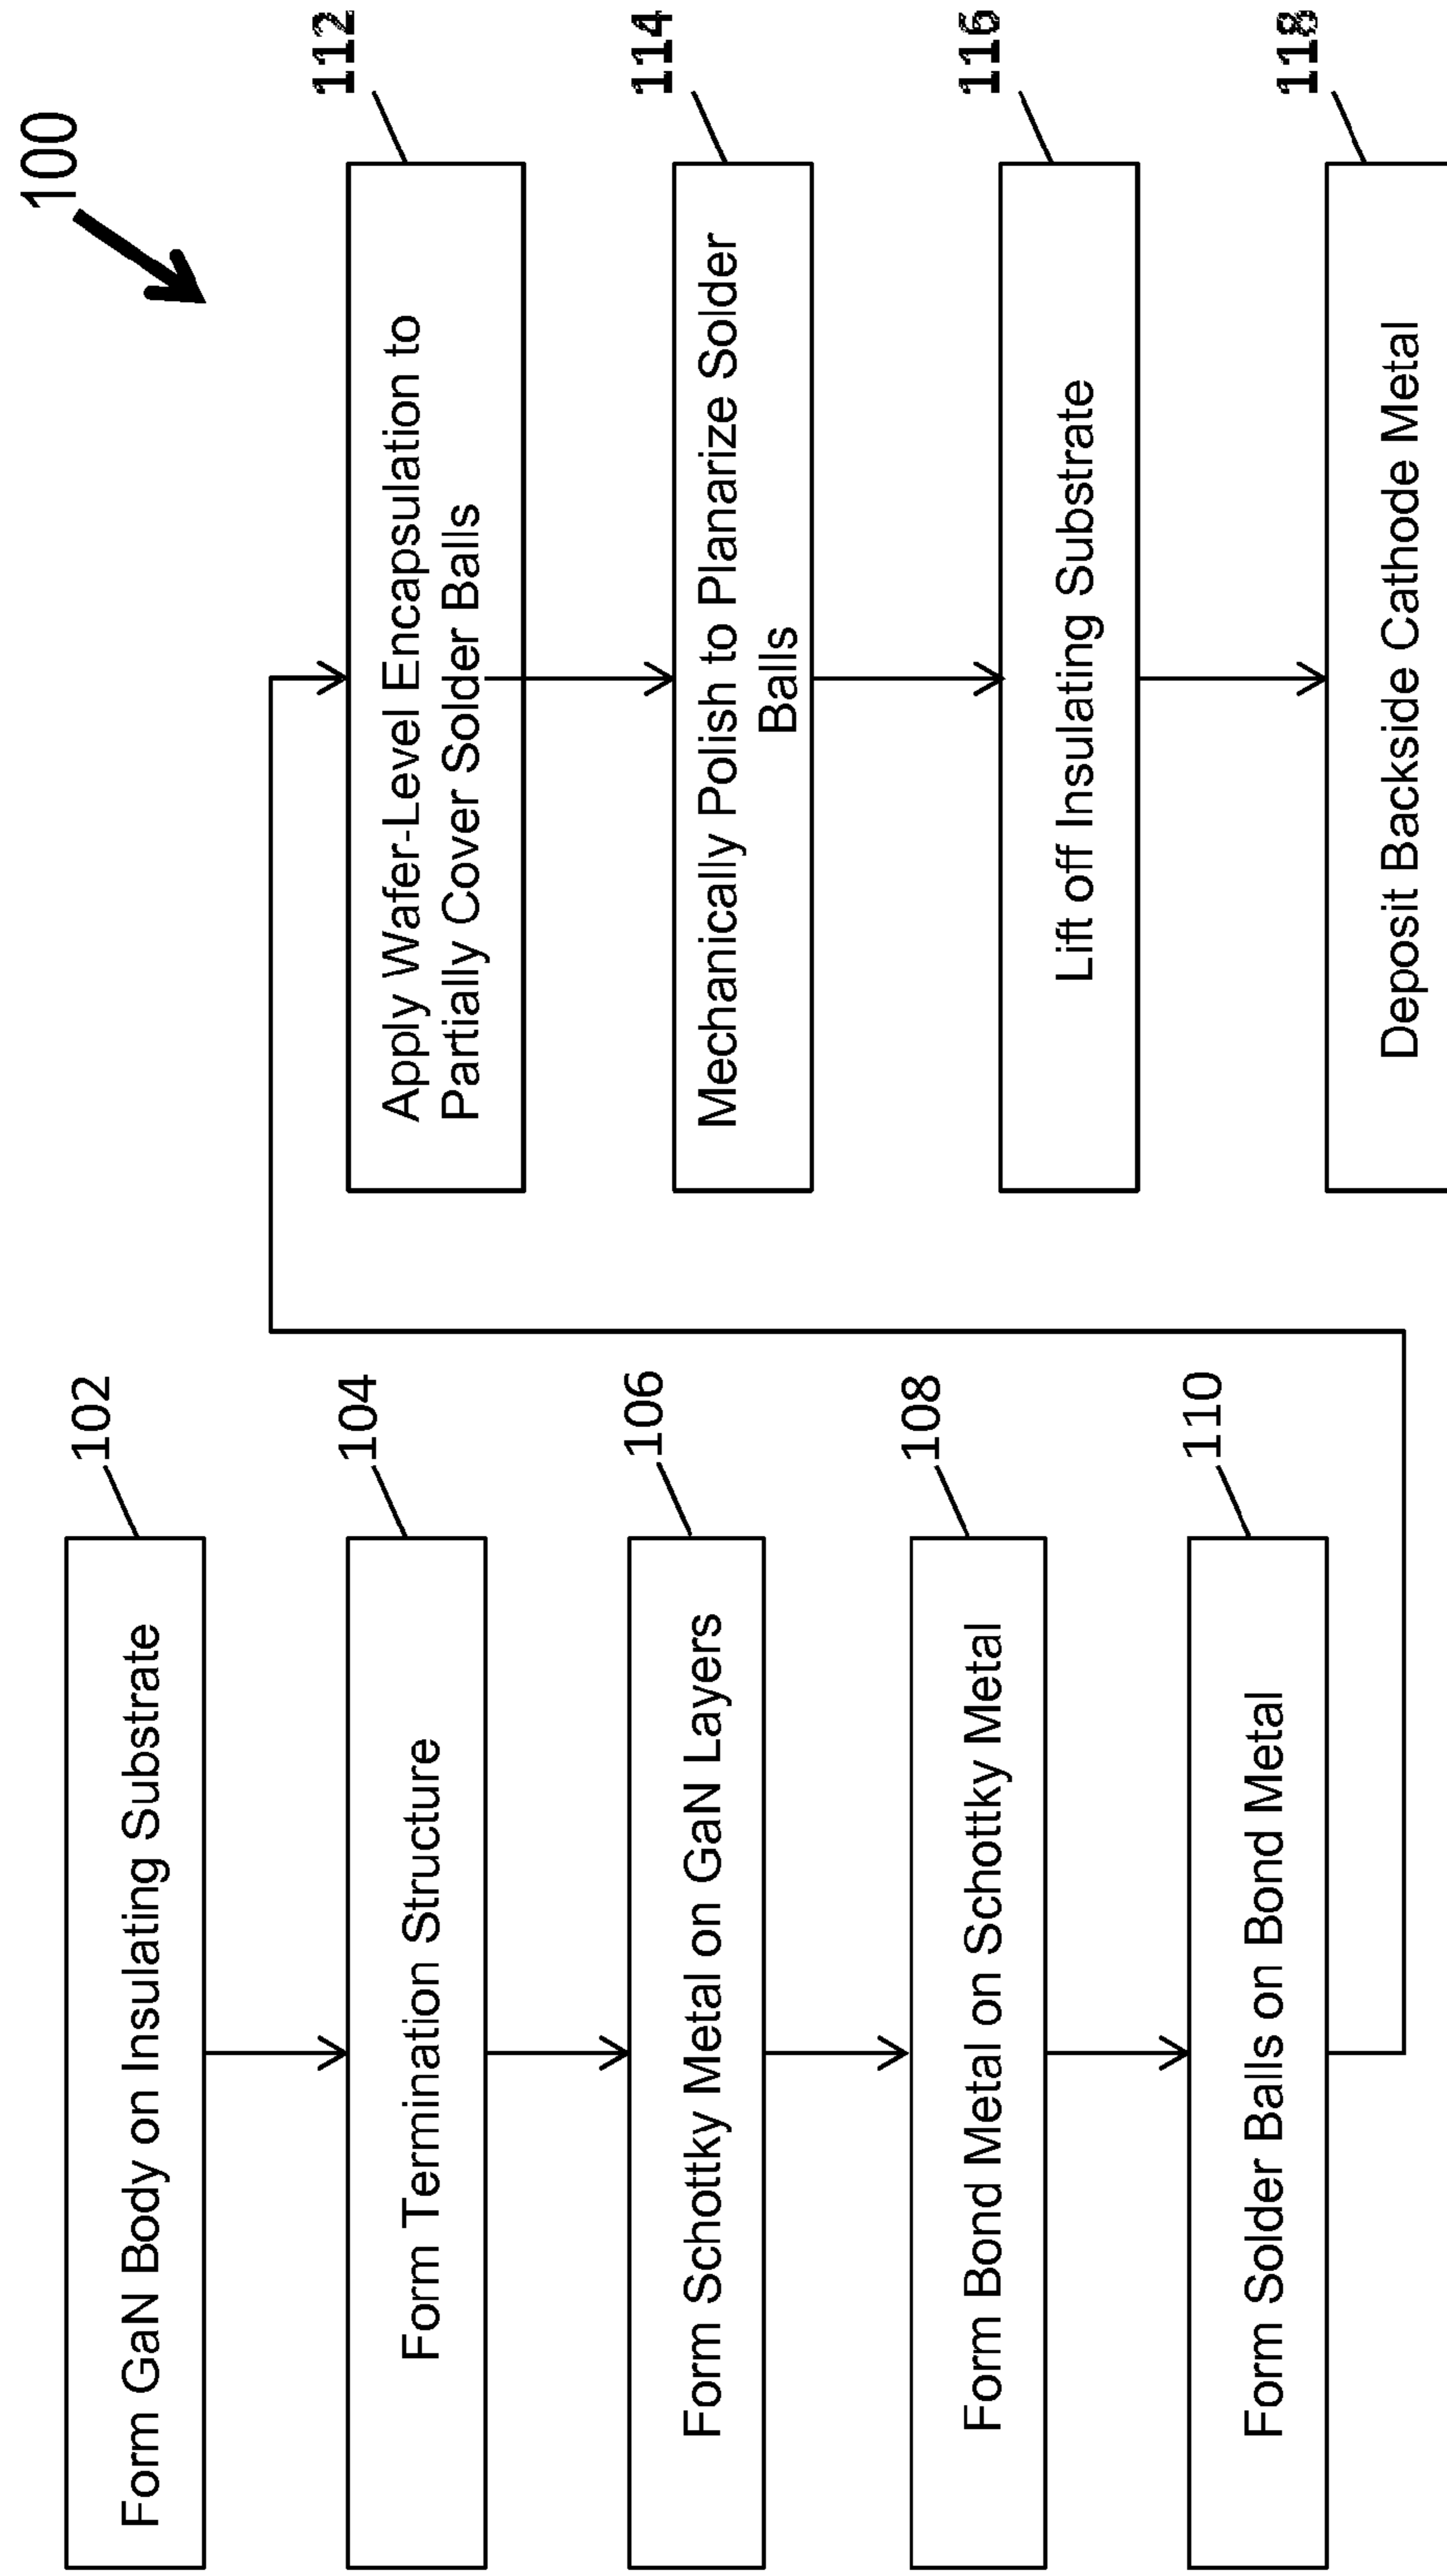 100
102
Form GaN Body on Insulating Substrate
104
Form Termination Structure
106
Form Schottky Metal on GaN Layers
108
Form Bond Metal on Schottky Metal
110
Form Solder Balls on Bond Metal
112
Apply Wafer-Level Encapsulation to
Partially Cover Solder Balls
114
Mechanically Polish to Planarize Solder
Balls
116
Lift off Insulating Substrate
118
Deposit Backside Cathode Metal